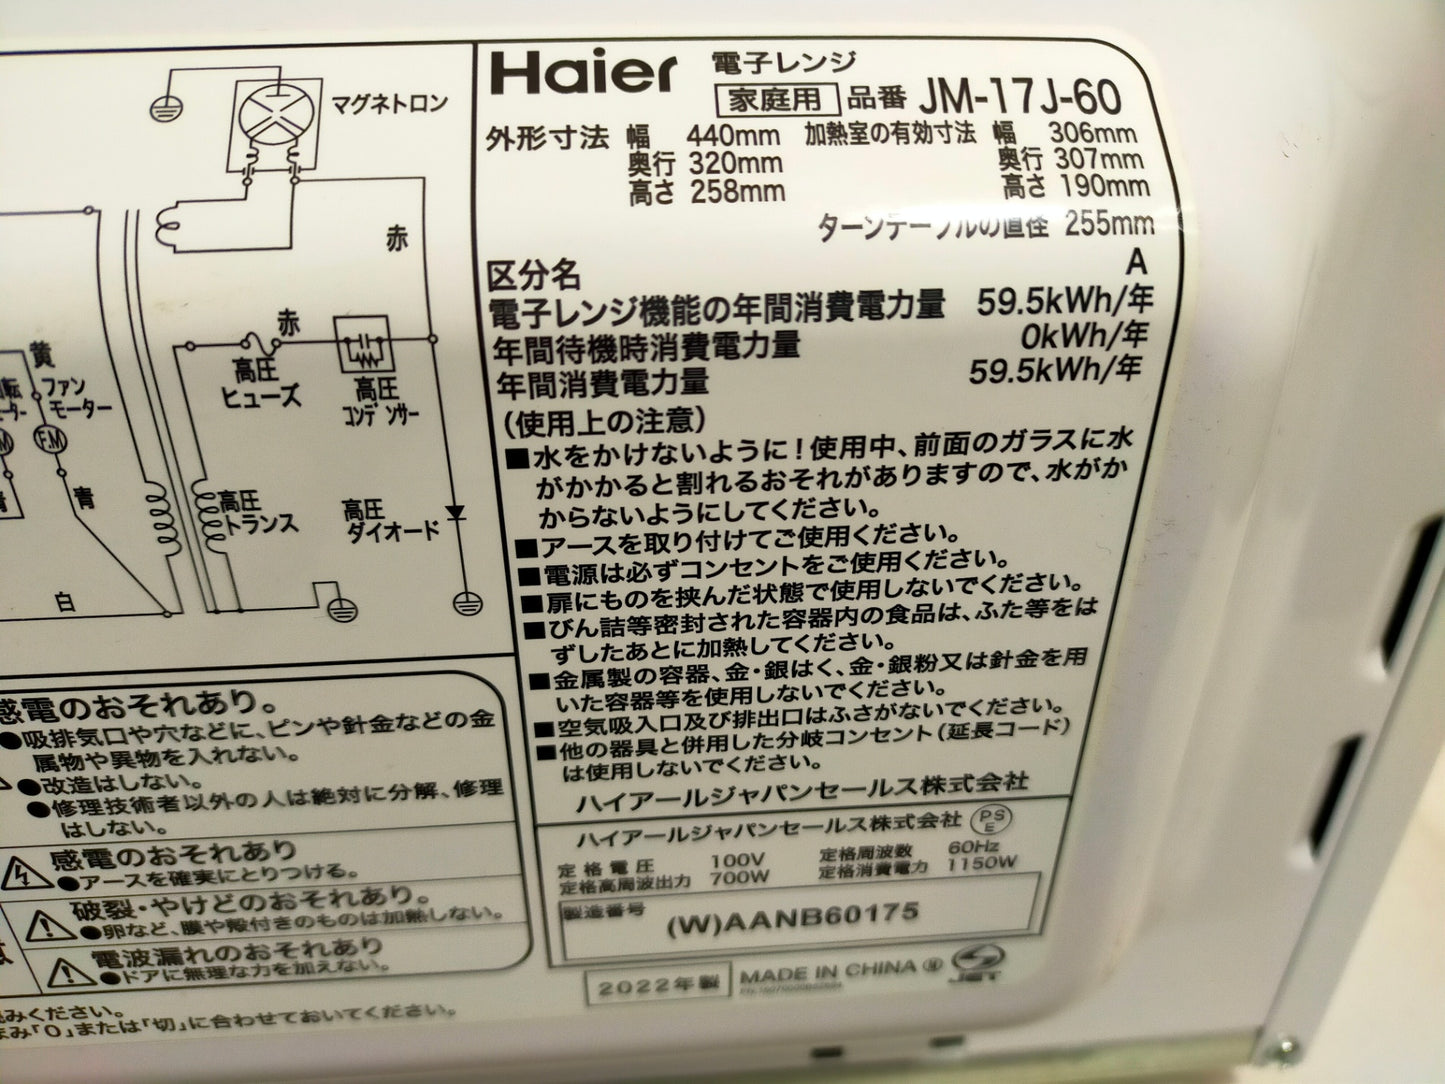 Haier 電子レンジ
家庭用 品番 JM-17J-60
外形寸法 幅 440mm 加熱室の有効寸法 幅 306mm
奥行 320mm 奥行 307mm
高さ 258mm 高さ 190mm
ターンテーブルの直径 255mm
区分名 A
電子レンジ機能の年間消費電力量 59.5kWh/年
年間待機時消費電力量 0kWh/年
年間消費電力量 59.5kWh/年
(使用上の注意)
■水をかけないように!使用中、前面のガラスに水
がかかると割れるおそれがありますので、水がか
からないようにしてください。
■アースを取り付けてご使用ください。
■電源は必ずコンセントをご使用ください。
■扉にものを挟んだ状態で使用しないでください。
■びん詰等密封された容器内の食品は、ふた等をは
ずしたあとに加熱してください。
■金属製の容器、金・銀はく、金・銀粉又は針金を用
いた容器等を使用しないでください。
■空気吸入口及び排出口はふさがないでください。
■他の器具と併用した分岐コンセント(延長コード)
は使用しないでください。
ハイアールジャパンセールス株式会社
ハイアールジャパンセールス株式会社 PSE
定格電圧 100V 定格周波数 60Hz
定格高周波出力 700W 定格消費電力 1150W
製造番号
(W)AANB60175
2022年製 MADE IN CHINA JET
マグネトロン
赤
赤
高圧
ヒューズ
高圧
コンデンサー
黄
ファン
モーター
F.M
青
高圧
トランス
高圧
ダイオード
白
感電のおそれあり。
●吸排気口や穴などに、ピンや針金などの金
属物や異物を入れない。
●改造はしない。
●修理技術者以外の人は絶対に分解、修理
はしない。
感電のおそれあり
●アースを確実にとりつける。
破裂・やけどのおそれあり。
●卵など、膜や殻付きのものは加熱しない。
電波漏れのおそれあり
●ドアに無理な力を加えない。
みください。
まみ「0」または「切」に合わせておいてください。